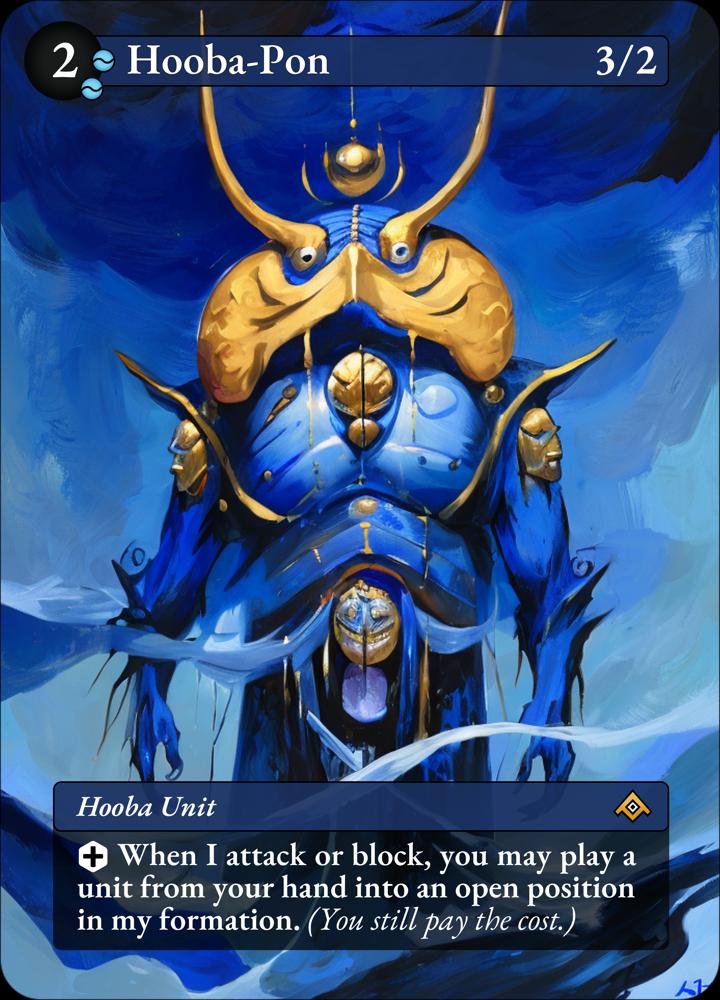 2 Hooba-Pon 3/2
Hooba Unit
When I attack or block, you may play a
unit from your hand into an open position
in my formation. (You still pay the cost.)